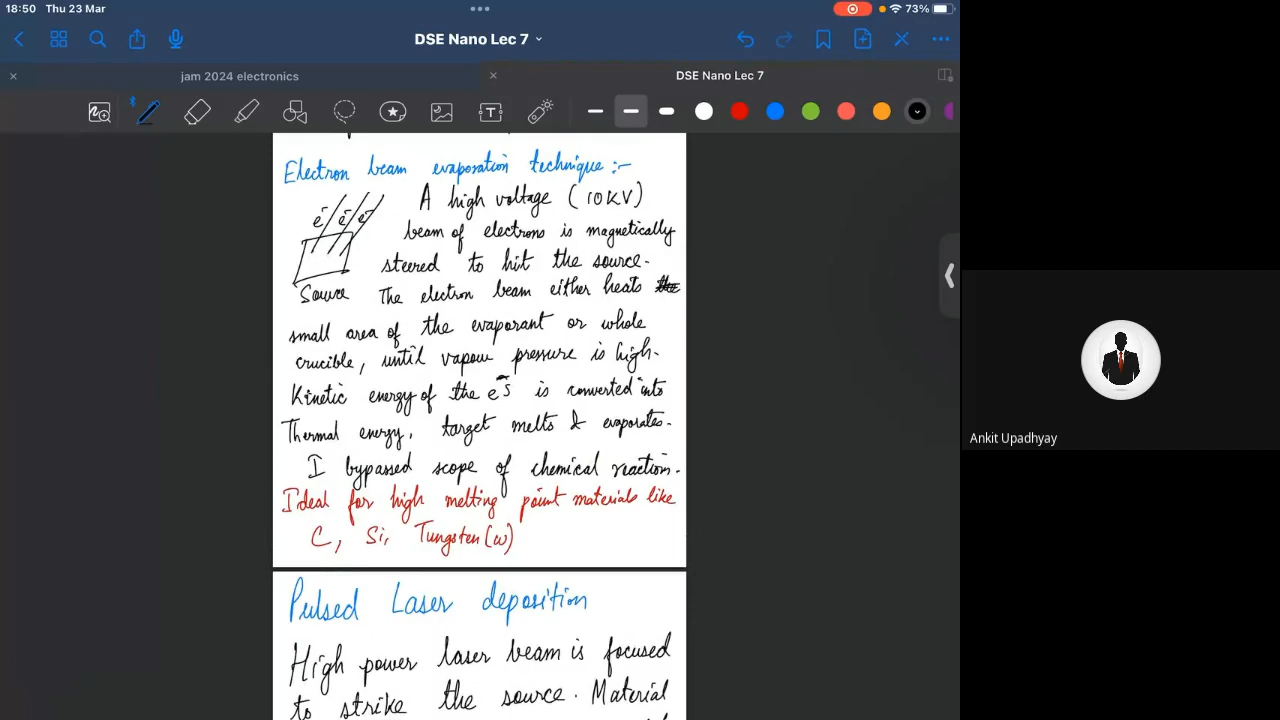 18:50 Thu 23 Mar
73%
DSE Nano Lec 7
jam 2024 electronics
DSE Nano Lec 7
Electron beam evaporation technique :-
e⁻ e⁻ e⁻
A high voltage (10KV)
beam of electrons is magnetically
steered to hit the source.
Source
The electron beam either heats
small area of the evaporant or whole
crucible, until vapour pressure is high.
Kinetic energy of the e⁻s is converted into
Thermal energy, target melts & evaporates.
I bypassed scope of chemical reaction.
Ideal for high melting point materials like
C, Si, Tungsten (W)
Pulsed Laser deposition
High power laser beam is focused
to strike the source. Material
Ankit Upadhyay